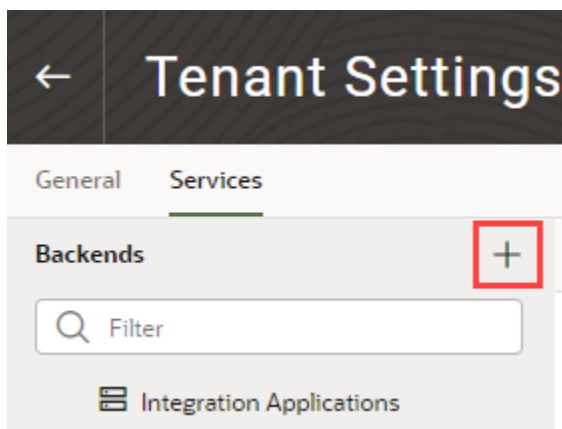 Tenant Settings
General Services
Backends
Filter
Integration Applications